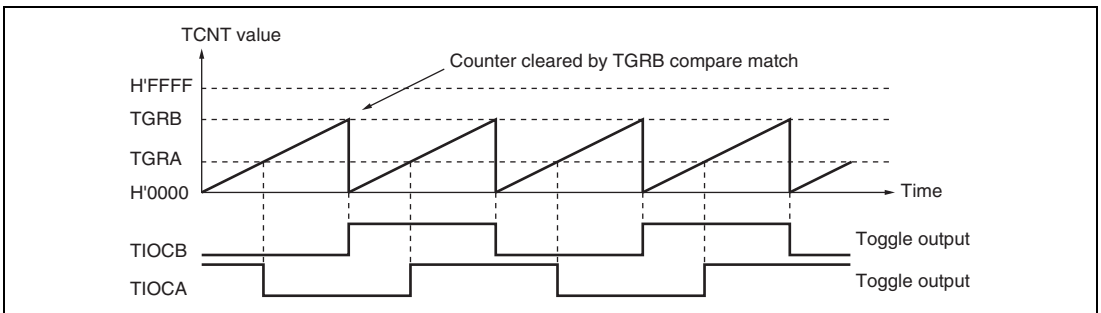 TCNT value
Counter cleared by TGRB compare match
H'FFFF
TGRB
TGRA
H'0000
Time
TIOCB
Toggle output
TIOCA
Toggle output